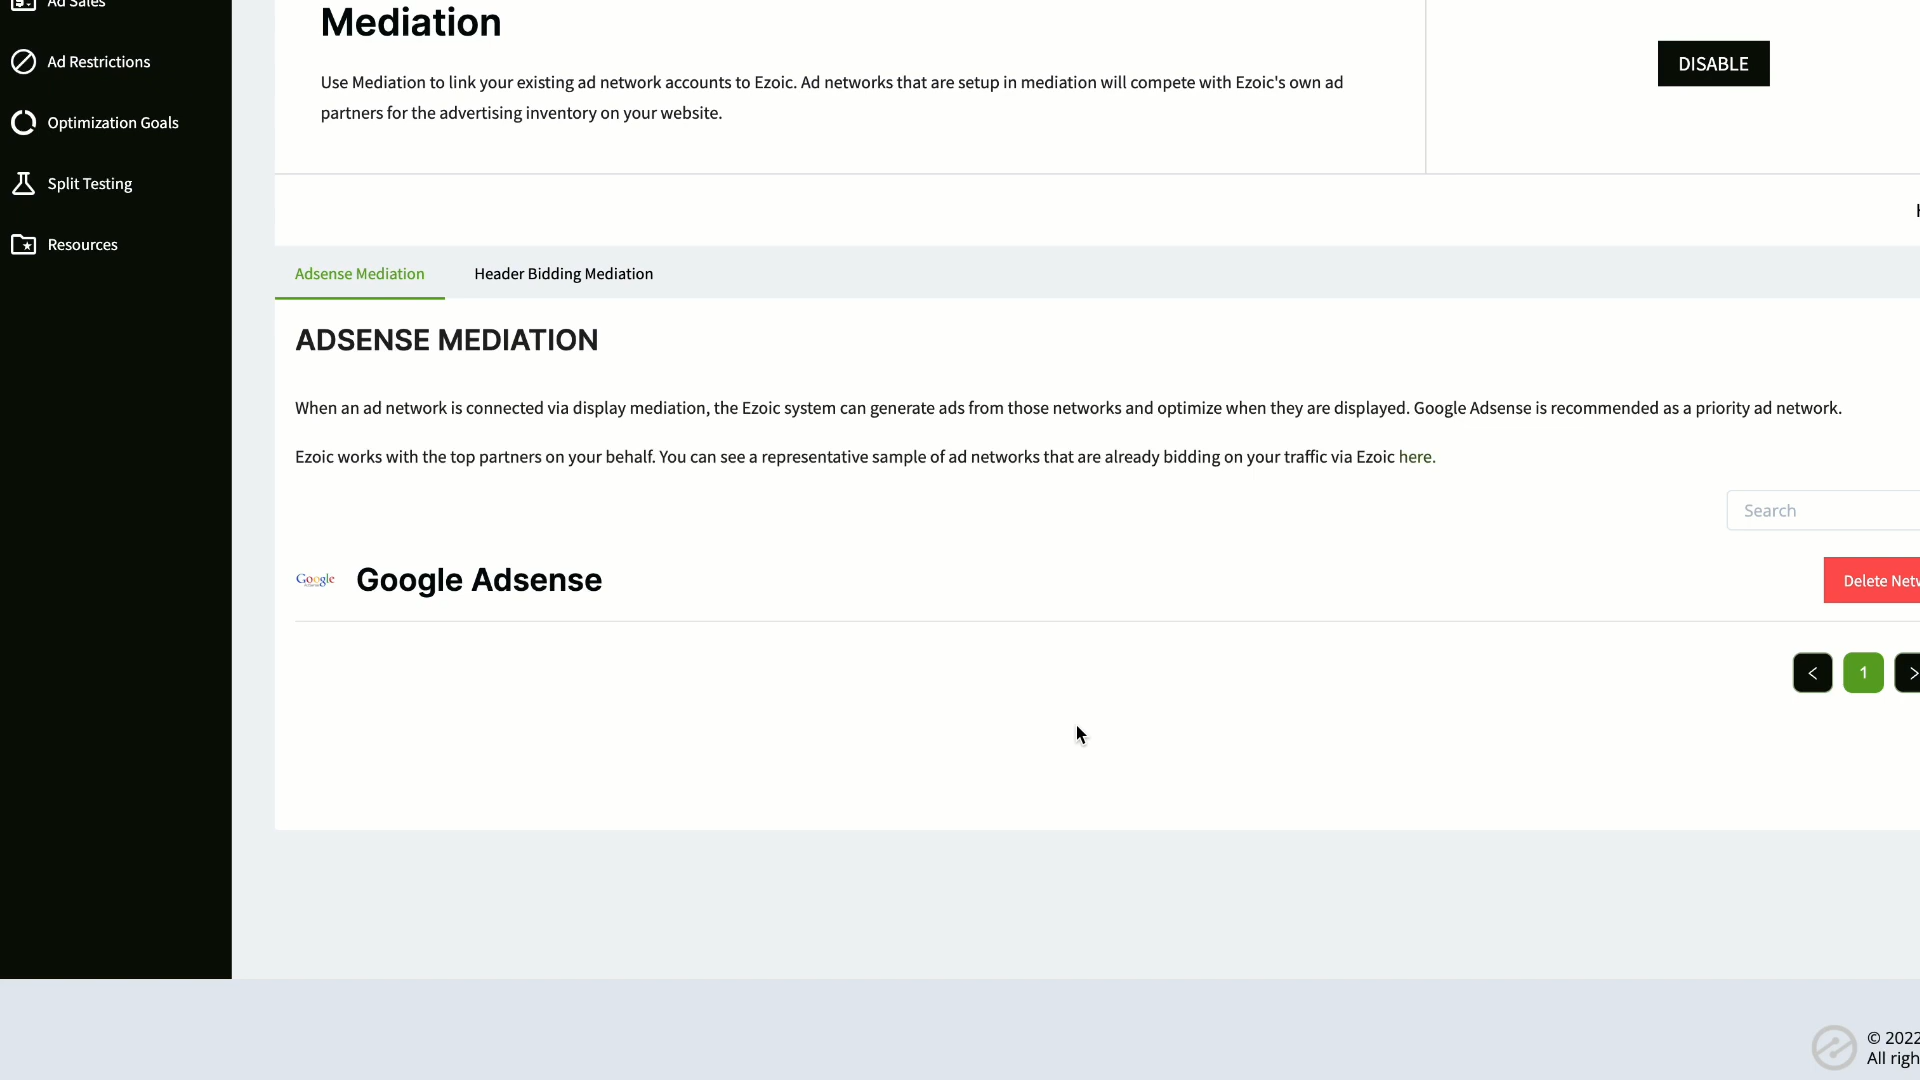 Ad Sales
Ad Restrictions
Optimization Goals
Split Testing
Resources
Mediation
Use Mediation to link your existing ad network accounts to Ezoic. Ad networks that are setup in mediation will compete with Ezoic's own ad
partners for the advertising inventory on your website.
DISABLE
Adsense Mediation
Header Bidding Mediation
ADSENSE MEDIATION
When an ad network is connected via display mediation, the Ezoic system can generate ads from those networks and optimize when they are displayed. Google Adsense is recommended as a priority ad network.
Ezoic works with the top partners on your behalf. You can see a representative sample of ad networks that are already bidding on your traffic via Ezoic here.
Search
Google
Google Adsense
Delete
< 1 >
© 2022
All